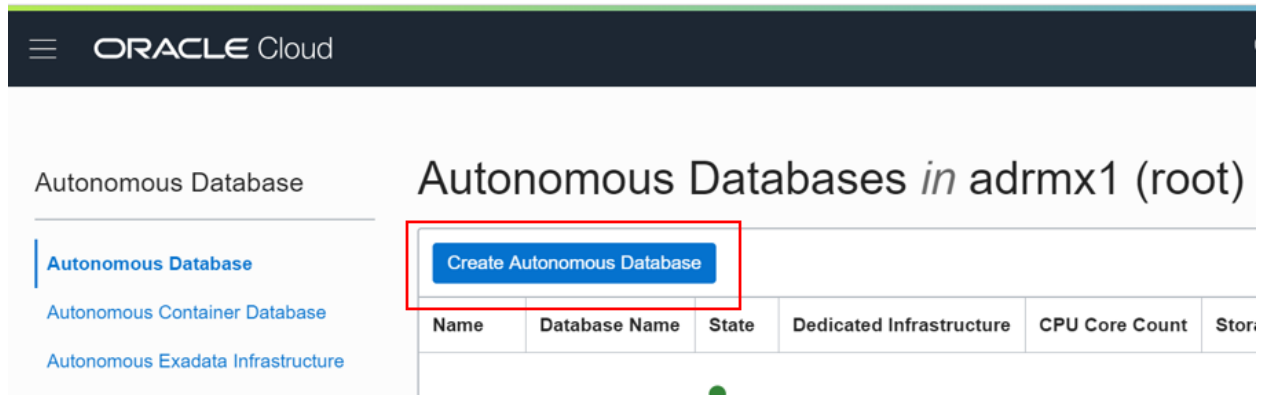 ORACLE Cloud
Autonomous Database
Autonomous Database
Autonomous Container Database
Autonomous Exadata Infrastructure
Autonomous Databases in adrmx1 (root)
Create Autonomous Database
Name Database Name State Dedicated Infrastructure CPU Core Count